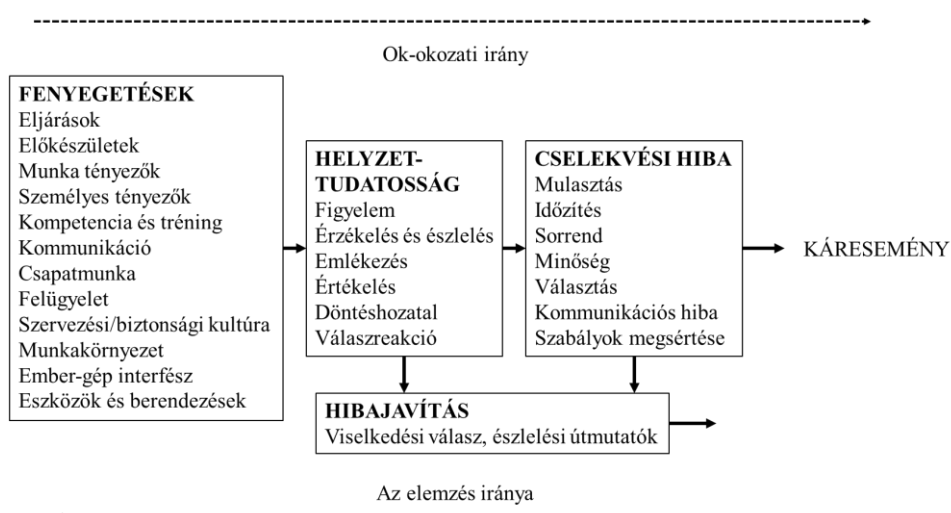 Ok-okozati irány
FENYEGETÉSEK
Eljárások
Előkészületek
Munka tényezők
Személyes tényezők
Kompetencia és tréning
Kommunikáció
Csapatmunka
Felügyelet
Szervezési/biztonsági kultúra
Munkakörnyezet
Ember-gép interfész
Eszközök és berendezések
HELYZET-
TUDATOSSÁG
Figyelem
Érzékelés és észlelés
Emlékezés
Értékelés
Döntéshozatal
Válaszreakció
CSELEKVÉSI HIBA
Mulasztás
Időzítés
Sorrend
Minőség
Választás
Kommunikációs hiba
Szabályok megsértése
KÁRESEMÉNY
HIBAJAVÍTÁS
Viselkedési válasz, észlelési útmutatók
Az elemzés iránya